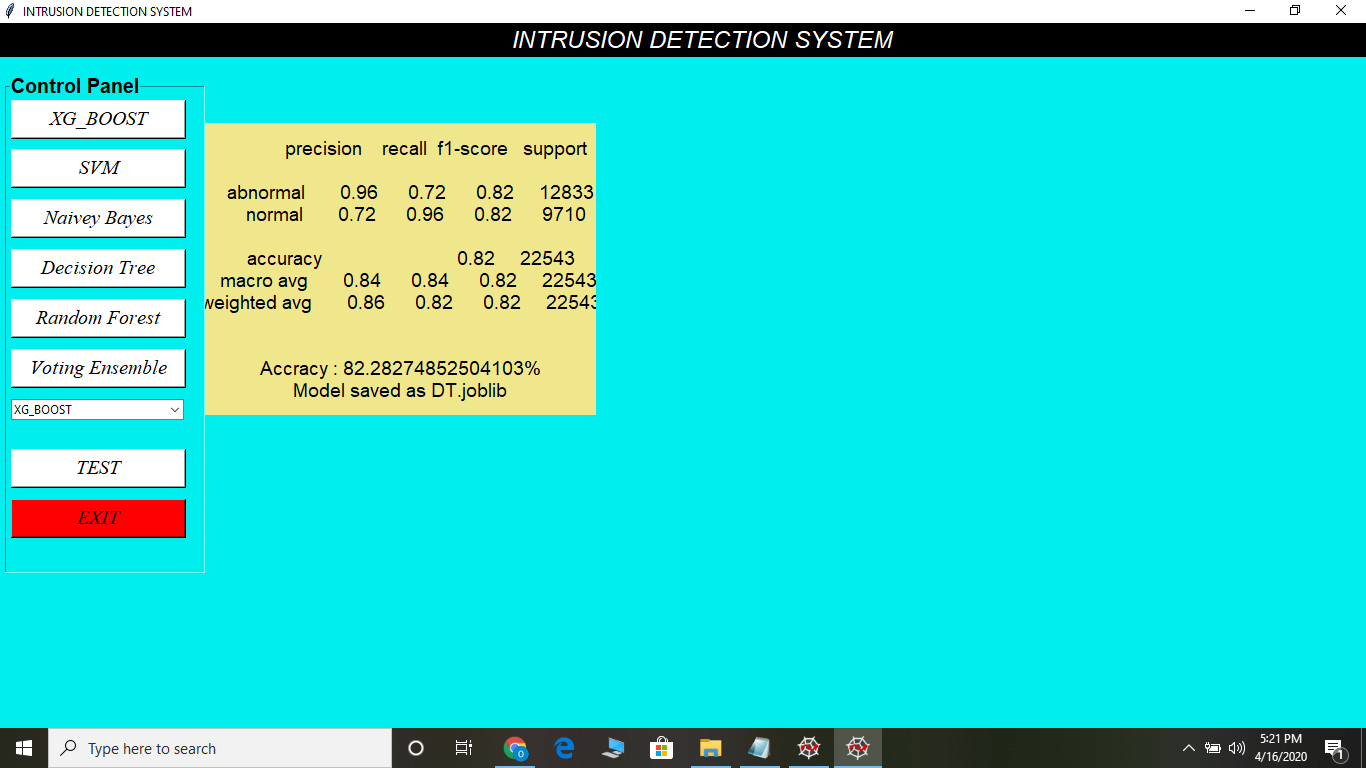 INTRUSION DETECTION SYSTEM
INTRUSION DETECTION SYSTEM
Control Panel
XG_BOOST
SVM
Naivey Bayes
Decision Tree
Random Forest
Voting Ensemble
XG_BOOST
TEST
EXIT
precision recall f1-score support
abnormal 0.96 0.72 0.82 12833
normal 0.72 0.96 0.82 9710
accuracy 0.82 22543
macro avg 0.84 0.84 0.82 22543
weighted avg 0.86 0.82 0.82 22543
Accracy : 82.28274852504103%
Model saved as DT.joblib
Type here to search
5:21 PM
4/16/2020
1